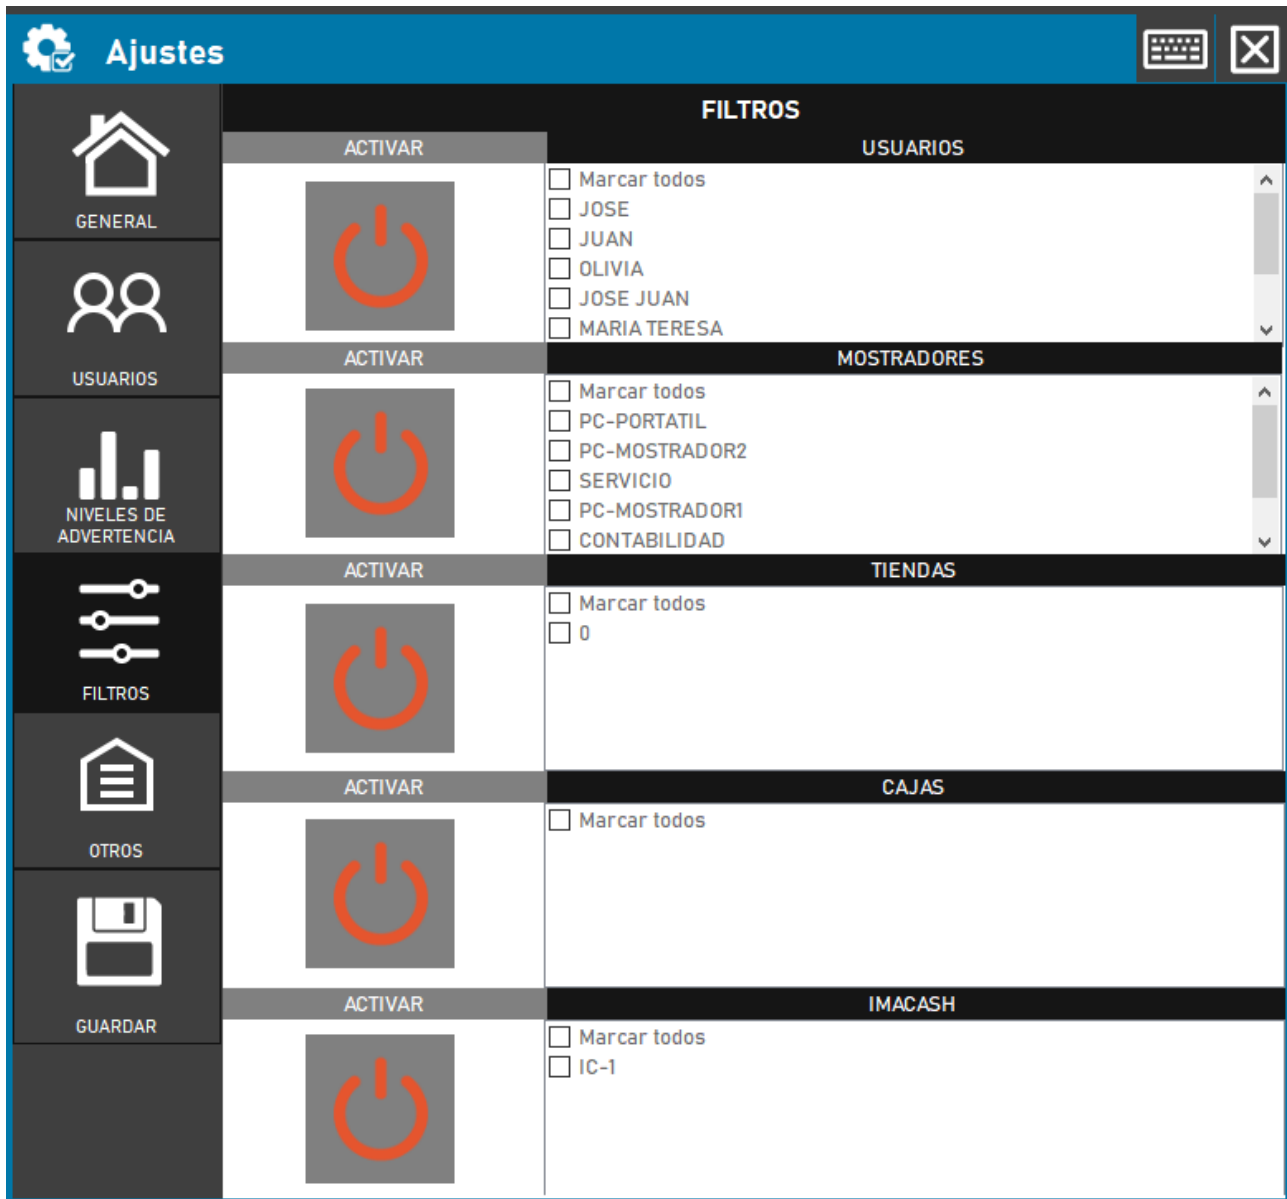 Ajustes
GENERAL
USUARIOS
NIVELES DE
ADVERTENCIA
FILTROS
OTROS
GUARDAR
FILTROS
ACTIVAR
USUARIOS
Marcar todos
JOSE
JUAN
OLIVIA
JOSE JUAN
MARIA TERESA
ACTIVAR
MOSTRADORES
Marcar todos
PC-PORTATIL
PC-MOSTRADOR2
SERVICIO
PC-MOSTRADOR1
CONTABILIDAD
ACTIVAR
TIENDAS
Marcar todos
0
ACTIVAR
CAJAS
Marcar todos
ACTIVAR
IMACASH
Marcar todos
IC-1